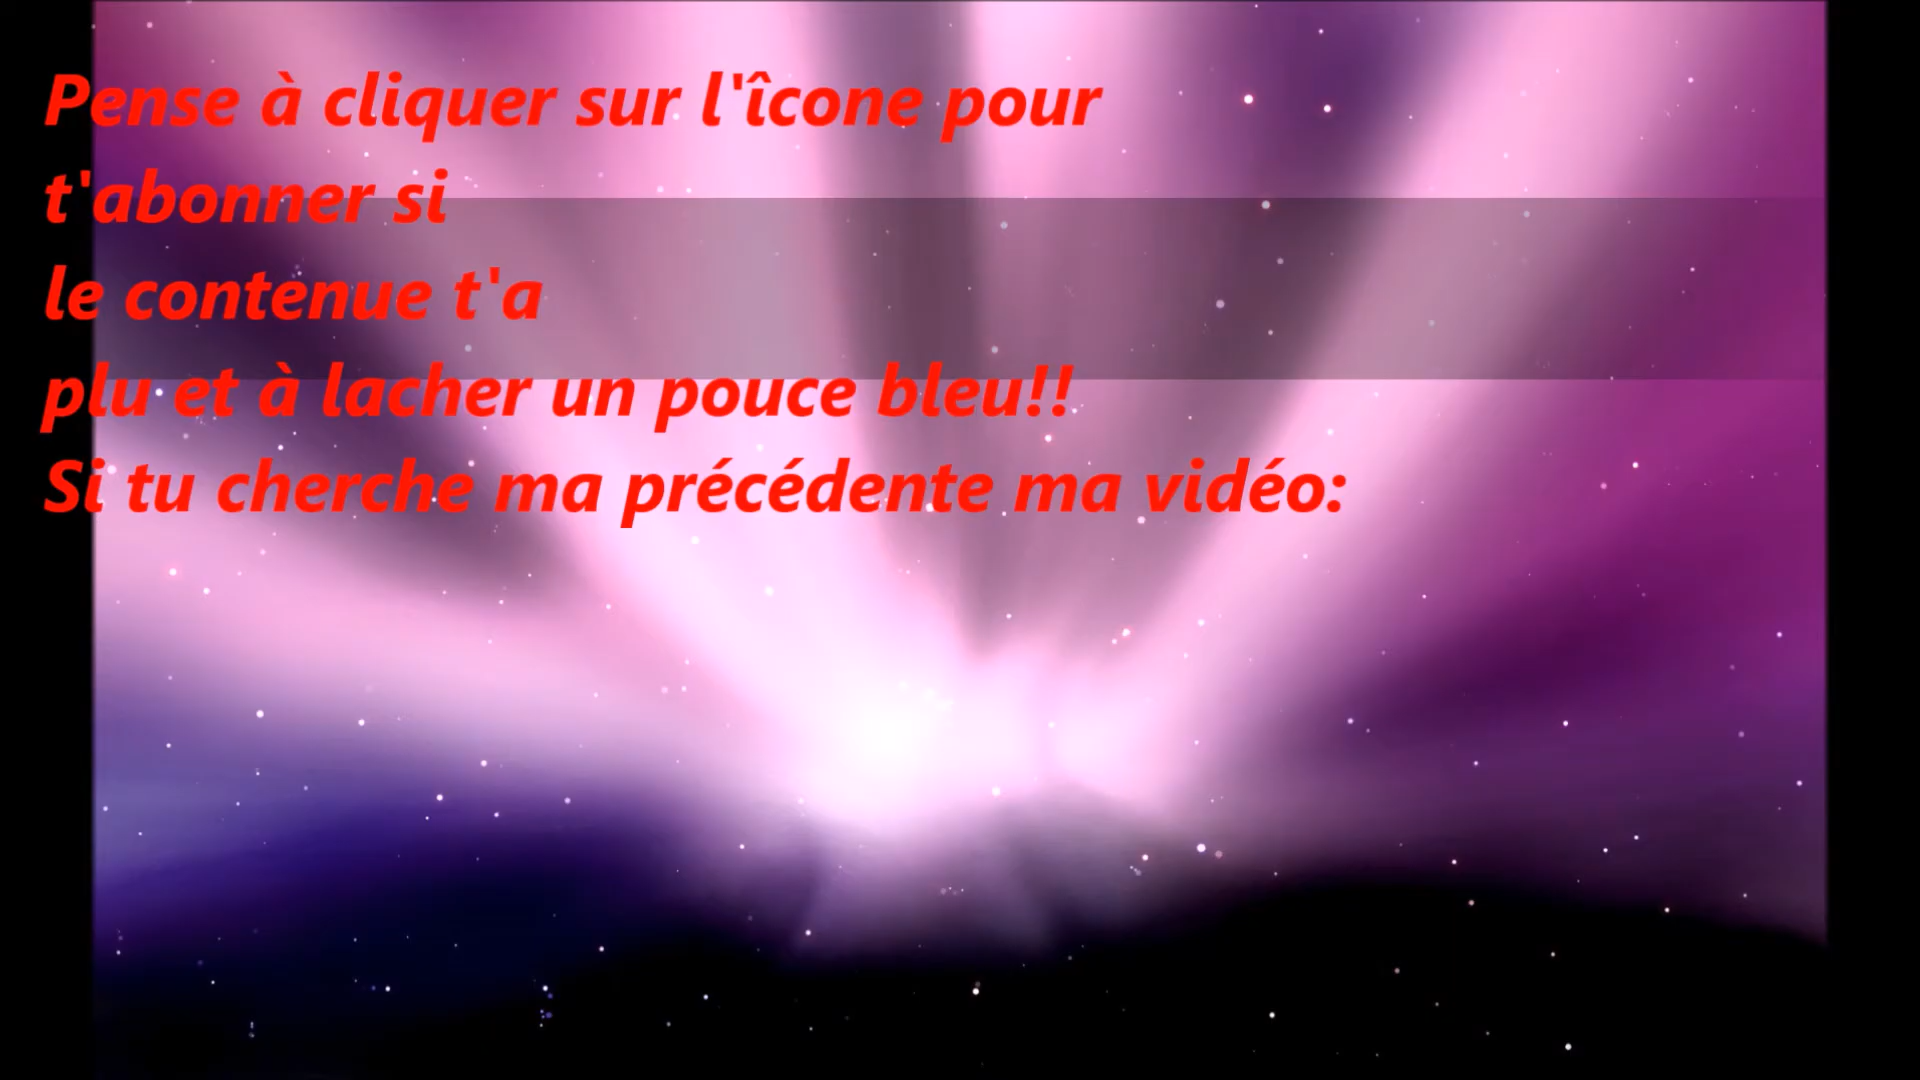 Pense à cliquer sur l'îcone pour
t'abonner si
le contenue t'a
plu et à lacher un pouce bleu!!
Si tu cherche ma précédente ma vidéo: